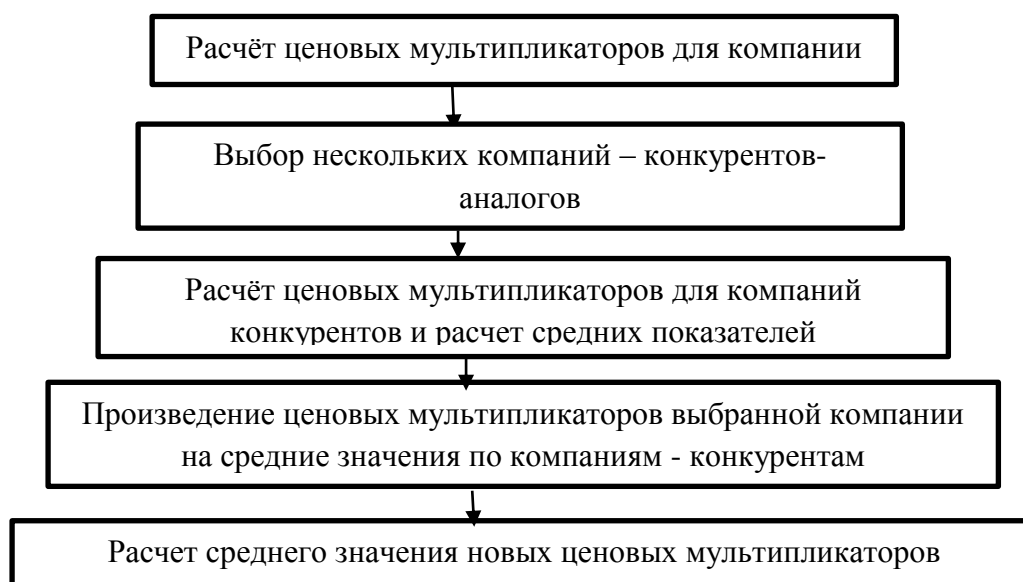 Расчёт ценовых мультипликаторов для компании
Выбор нескольких компаний – конкурентов-
аналогов
Расчёт ценовых мультипликаторов для компаний
конкурентов и расчет средних показателей
Произведение ценовых мультипликаторов выбранной компании
на средние значения по компаниям - конкурентам
Расчет среднего значения новых ценовых мультипликаторов